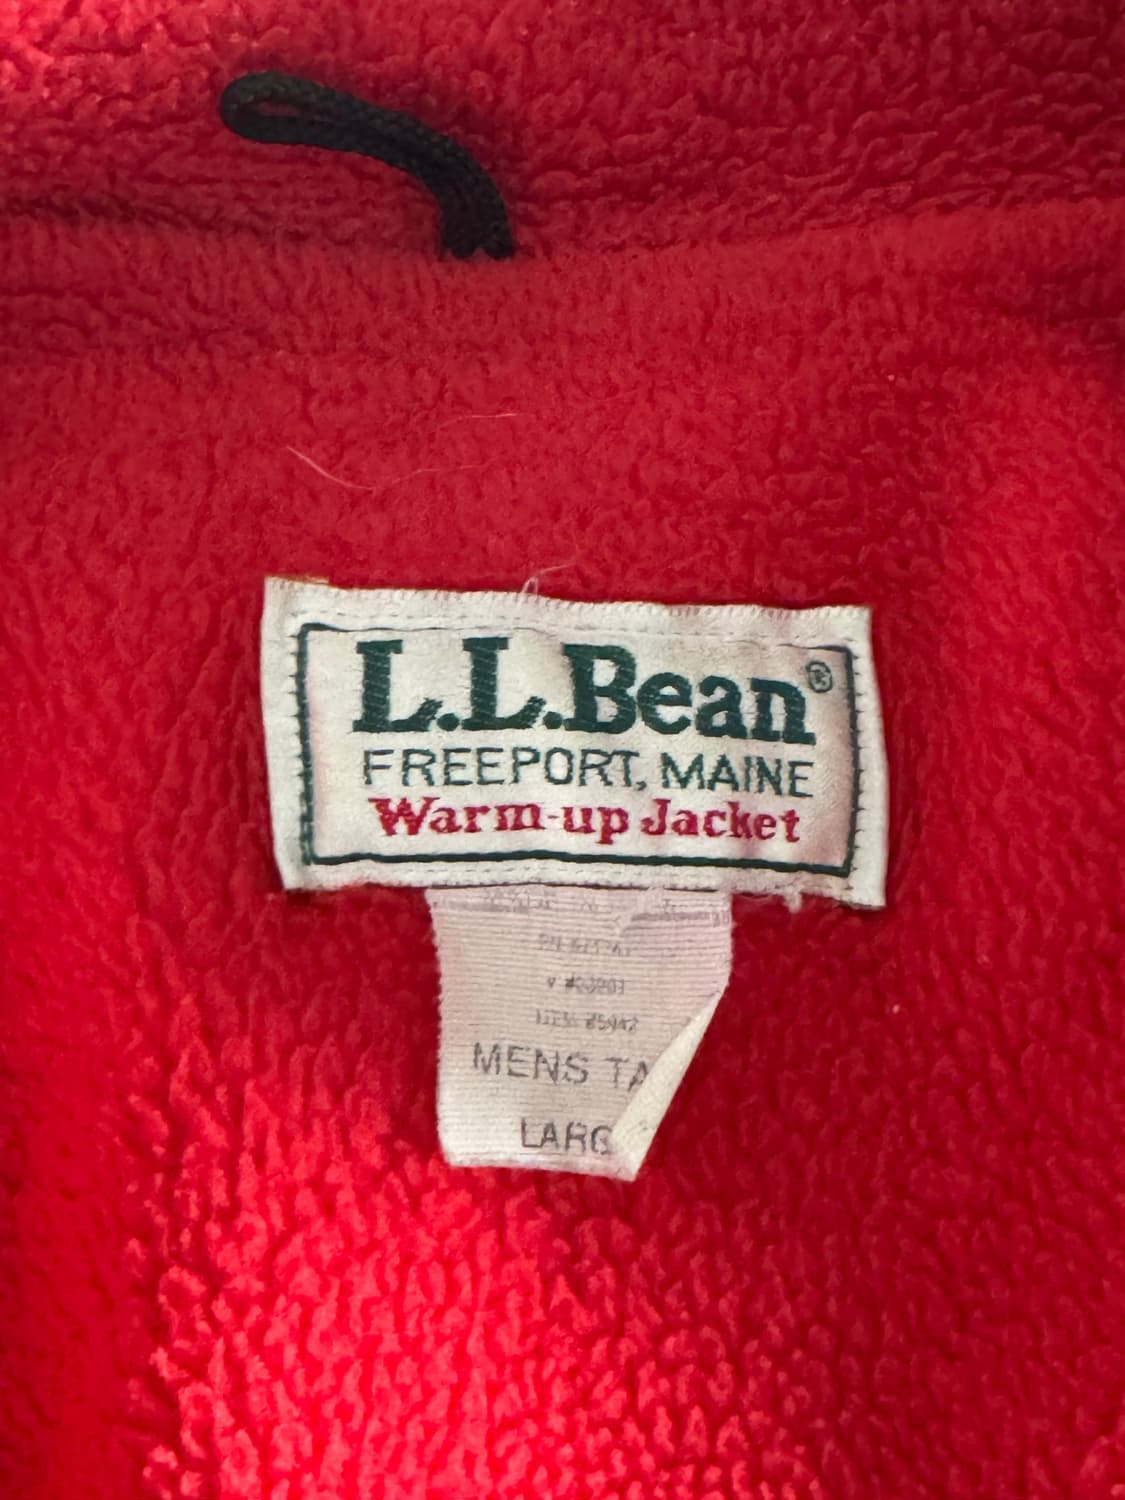 L.L.Bean®
FREEPORT, MAINE
Warm-up Jacket
MENS TA
LARG